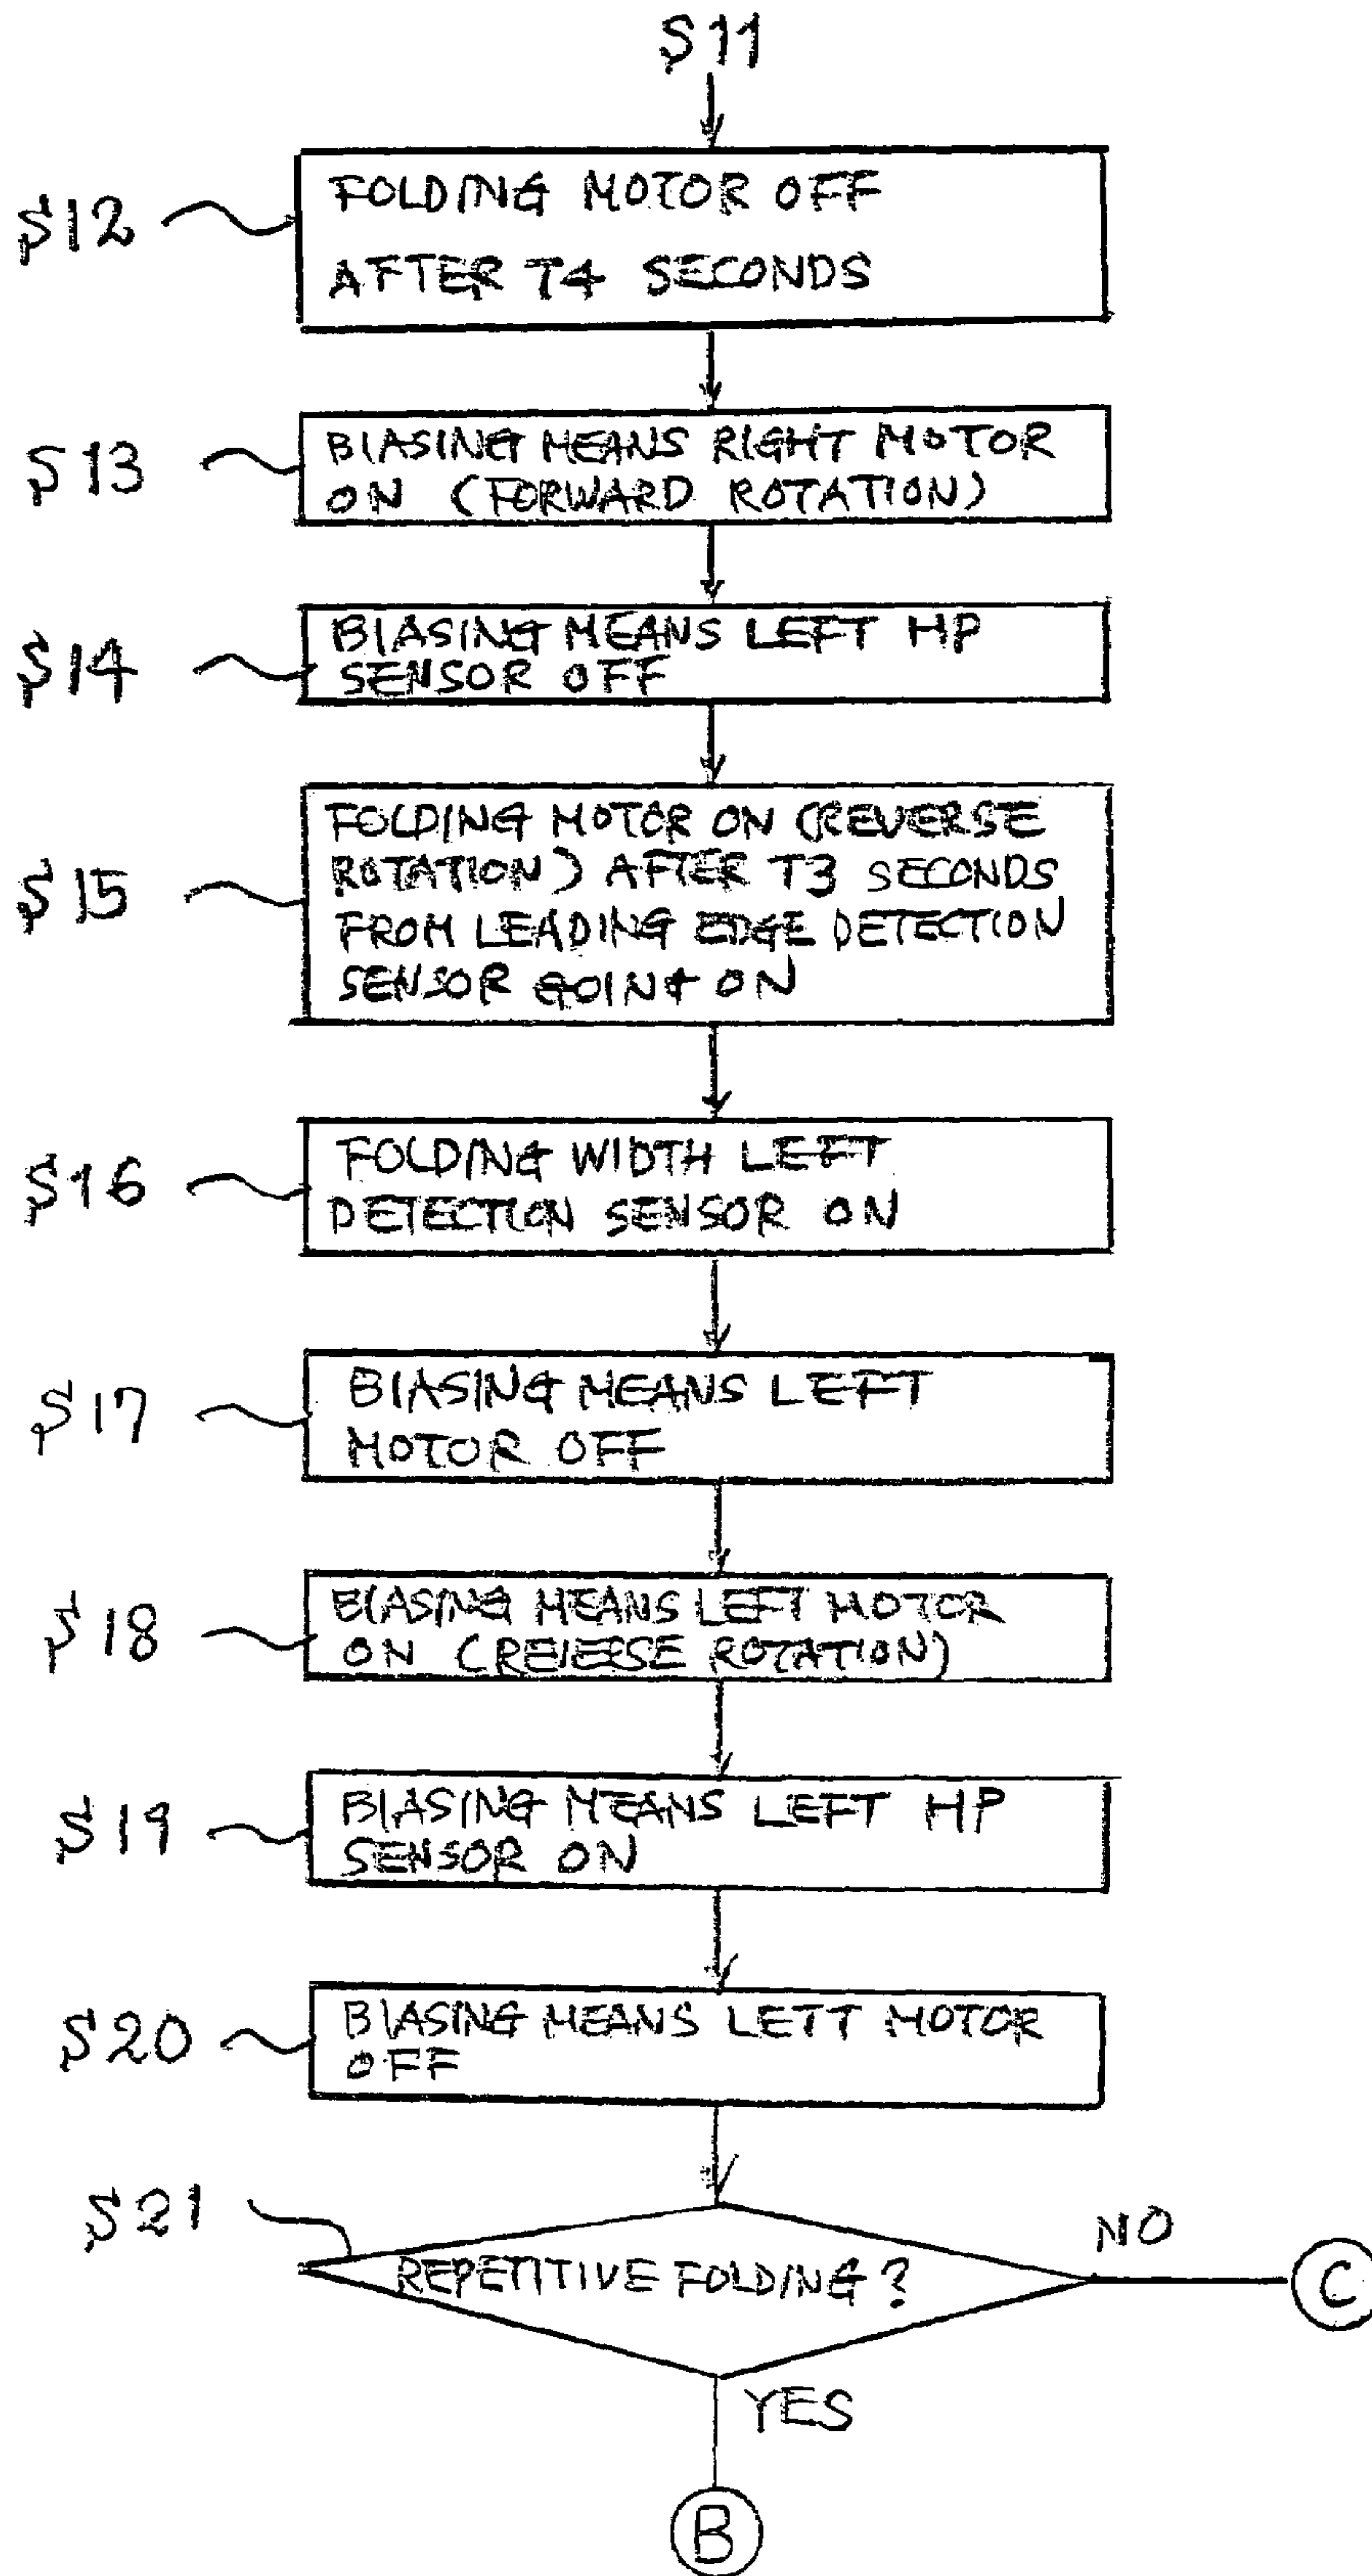 S11
S12
FOLDING MOTOR OFF
AFTER T4 SECONDS
S13
BIASING MEANS RIGHT MOTOR
ON (FORWARD ROTATION)
S14
BIASING MEANS LEFT HP
SENSOR OFF
S15
FOLDING MOTOR ON (REVERSE
ROTATION) AFTER T3 SECONDS
FROM LEADING EDGE DETECTION
SENSOR GOING ON
S16
FOLDING WIDTH LEFT
DETECTION SENSOR ON
S17
BIASING MEANS LEFT
MOTOR OFF
S18
BIASING MEANS LEFT MOTOR
ON (REVERSE ROTATION)
S19
BIASING MEANS LEFT HP
SENSOR ON
S20
BIASING MEANS LEFT MOTOR
OFF
S21
REPETITIVE FOLDING?
NO
C
YES
B